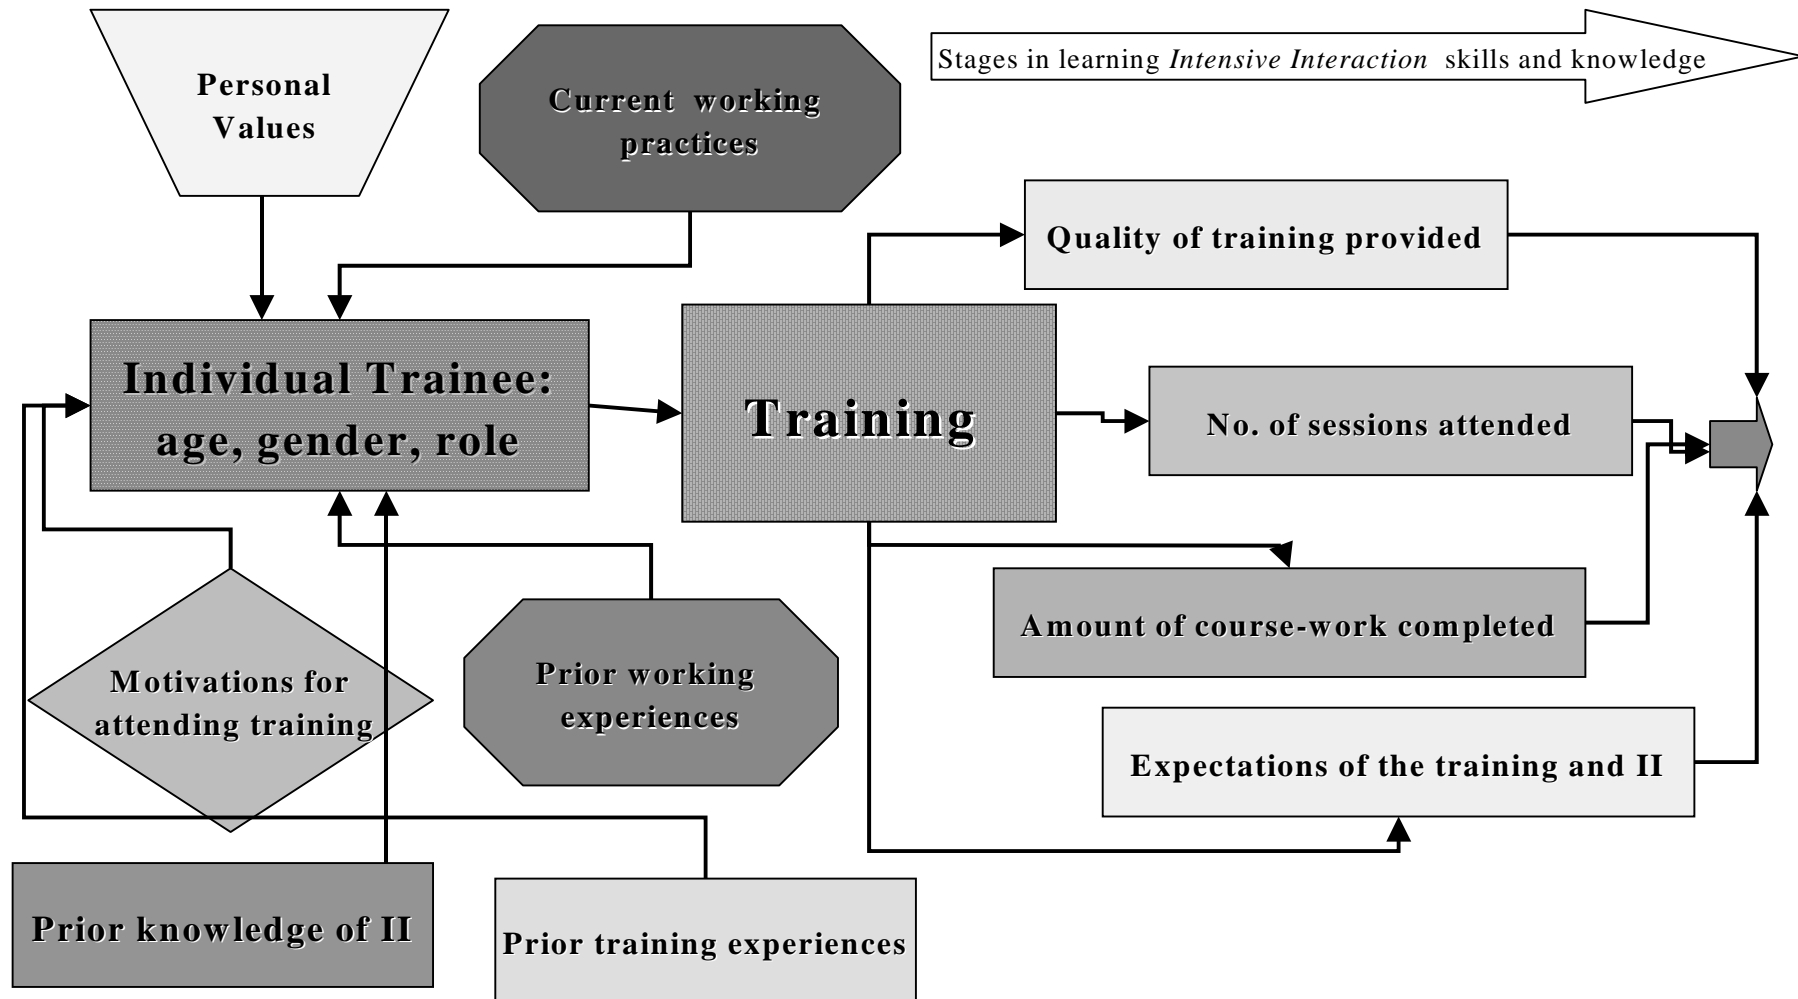 Personal
Values
Current working
practices
Stages in learning Intensive Interaction skills and knowledge
Quality of training provided
Individual Trainee:
age, gender, role
Training
No. of sessions attended
Amount of course-work completed
Motivations for
attending training
Prior working
experiences
Expectations of the training and II
Prior knowledge of II
Prior training experiences